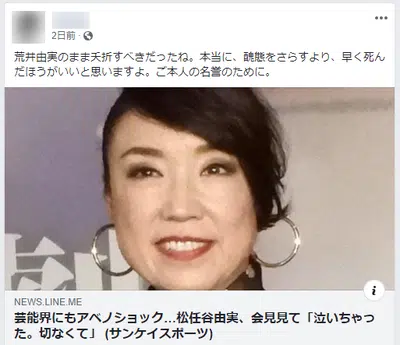 2日前
荒井由実のまま夭折すべきだったね。本当に、醜態をさらすより、早く死ん
だほうがいいと思いますよ。ご本人の名誉のために。
NEWS.LINE.ME
芸能界にもアベノショック…松任谷由実、会見見て「泣いちゃっ
た。切なくて」 (サンケイスポーツ)